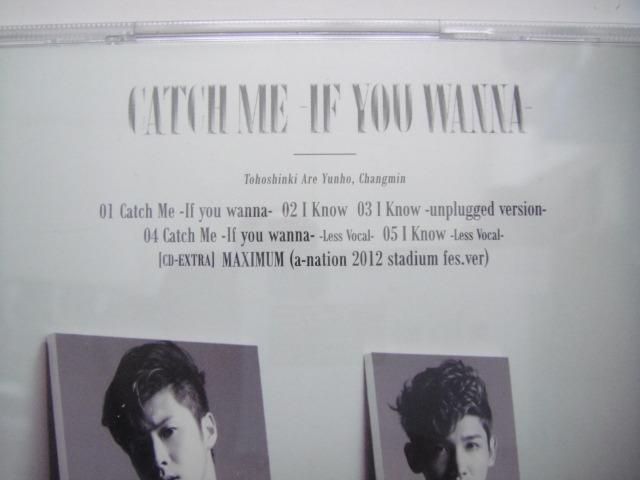 CATCH ME -IF YOU WANNA-
Tohoshinki Are Yunho, Changmin
01 Catch Me -If you wanna- 02 I Know 03 I Know -unplugged version-
04 Catch Me -If you wanna- -Less Vocal- 05 I Know -Less Vocal-
[CD-EXTRA] MAXIMUM (a-nation 2012 stadium fes.ver)